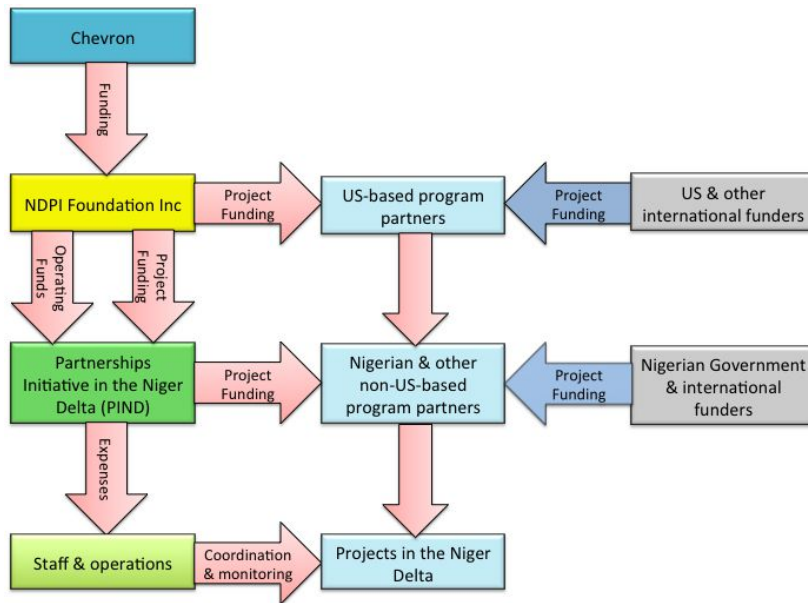 Chevron
Funding
NDPI Foundation Inc
Project
Funding
US-based program
partners
Project
Funding
US & other
international funders
Operating
Funds
Project
Funding
Partnerships
Initiative in the Niger
Delta (PIND)
Project
Funding
Nigerian & other
non-US-based
program partners
Project
Funding
Nigerian Government
& international
funders
Expenses
Staff & operations
Coordination
& monitoring
Projects in the Niger
Delta